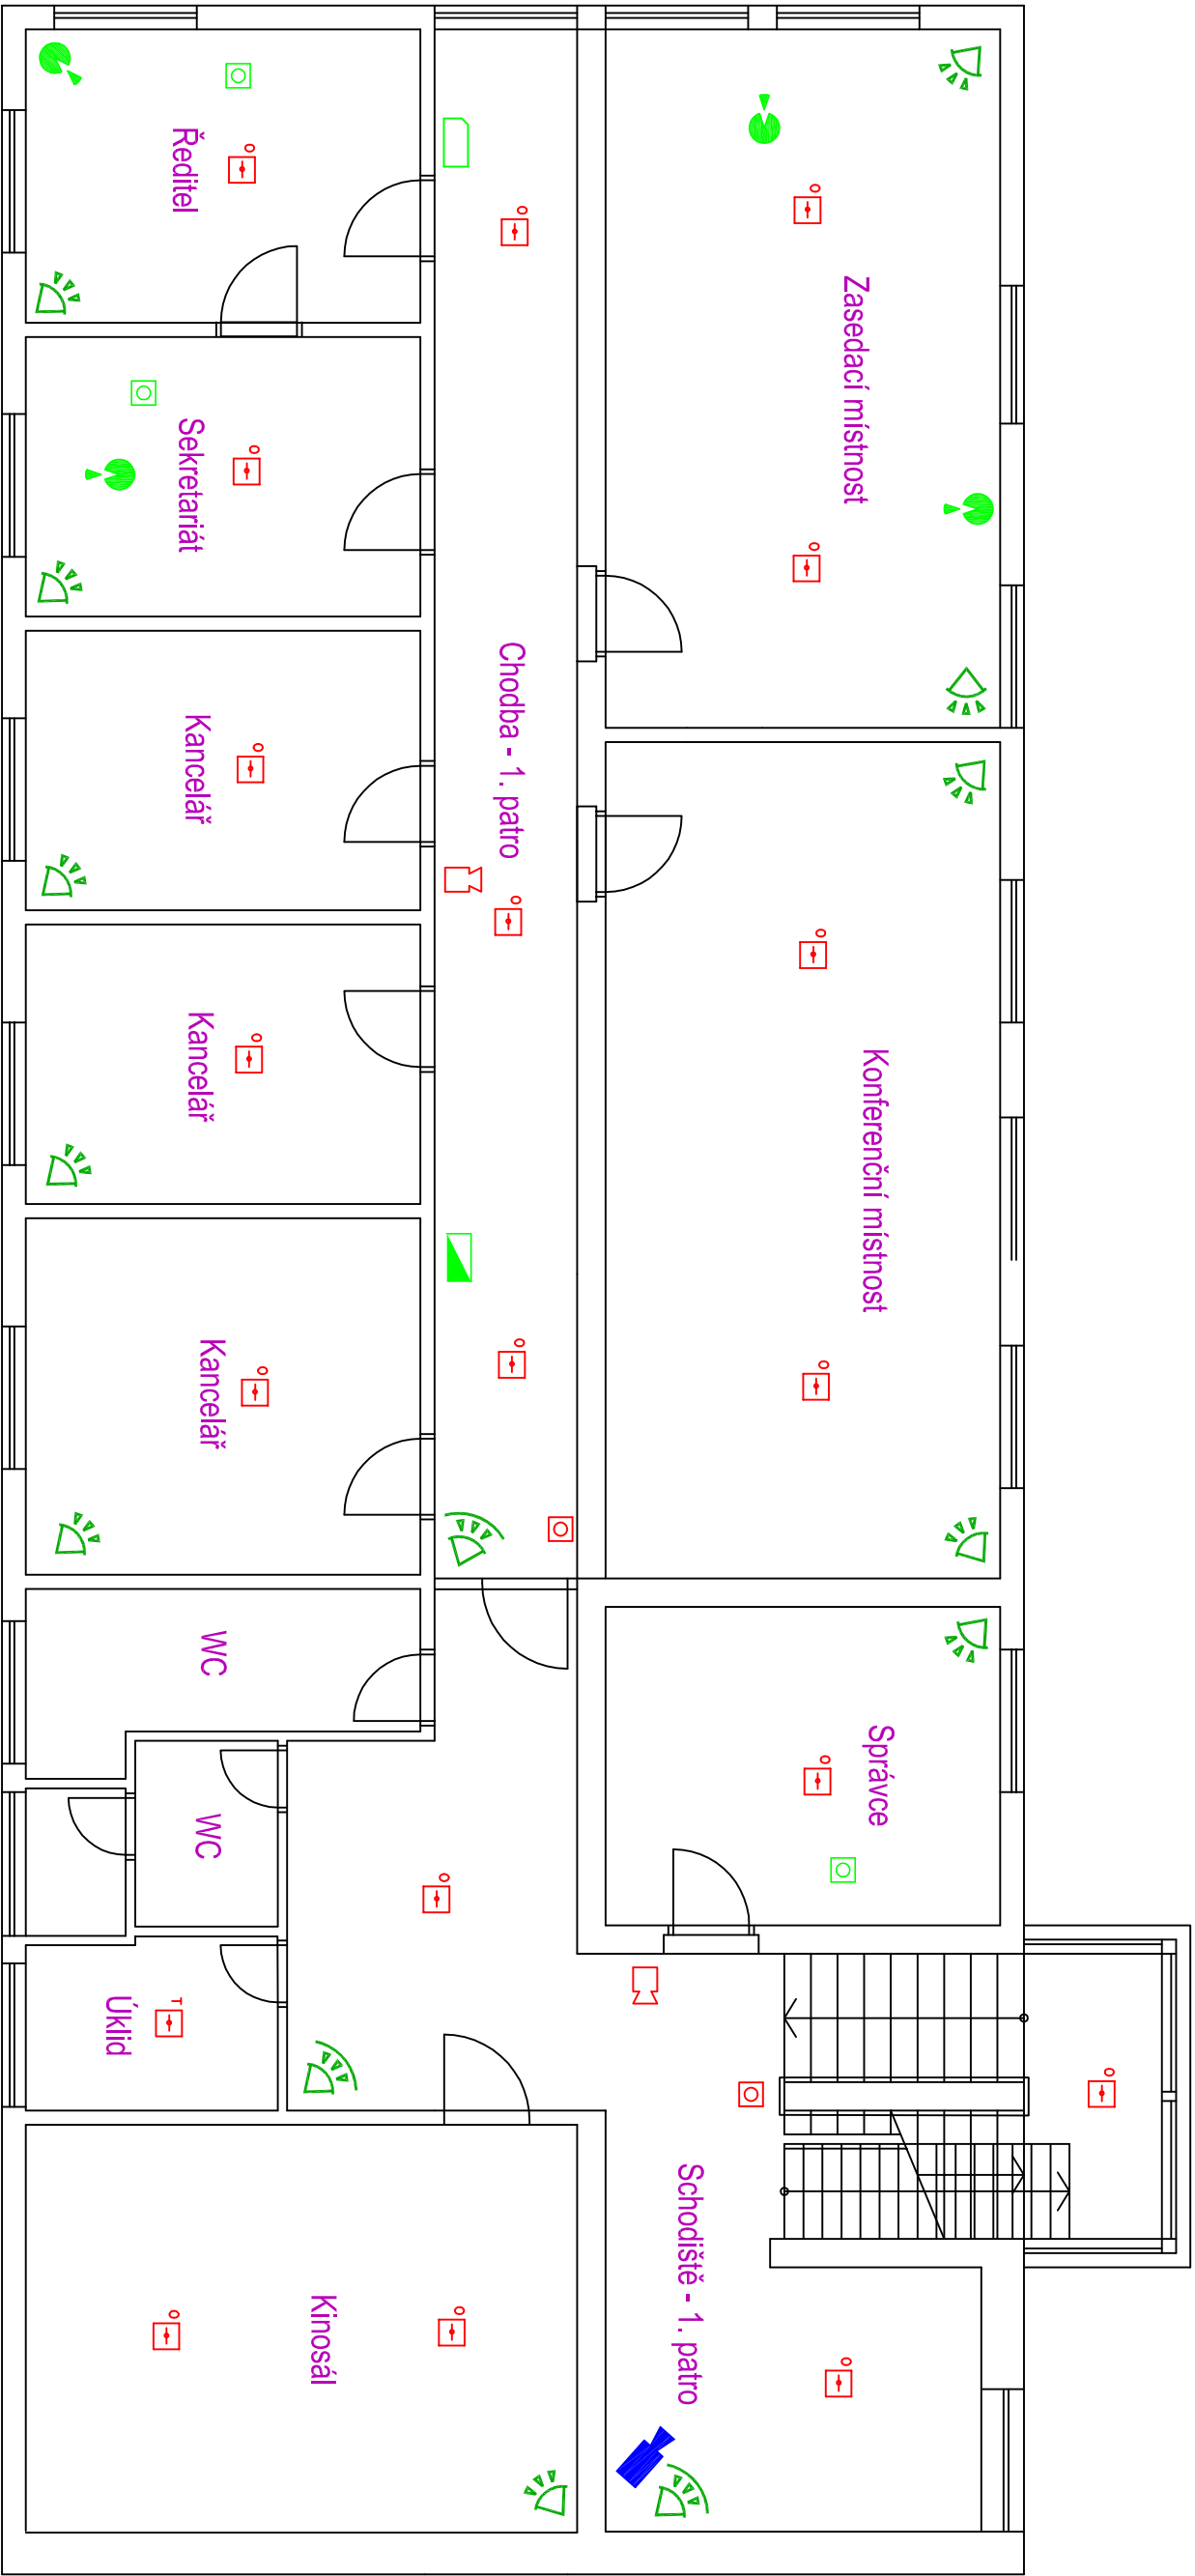 Zasedací místnost
Konferenční místnost
Správce
Chodba - 1. patro
Schodiště - 1. patro
Ředitel
Sekretariát
Kancelář
Kancelář
Kancelář
WC
WC
Úklid
Kinosál
T